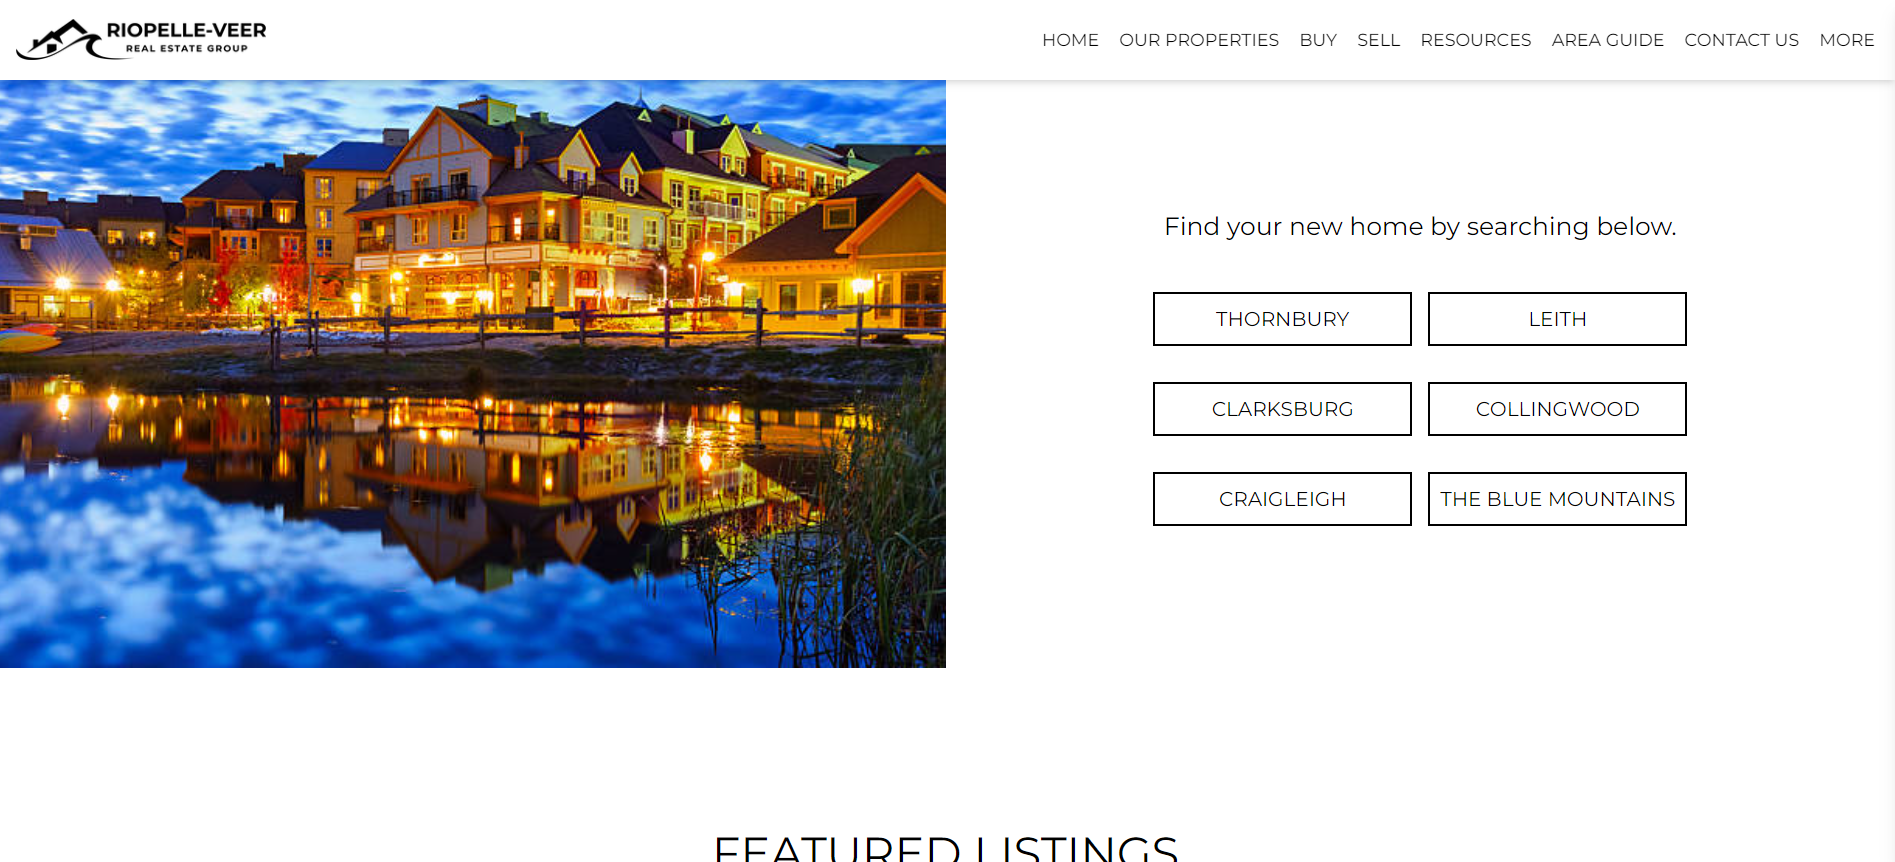 RIOPELLE-VEER
REAL ESTATE GROUP
HOME OUR PROPERTIES BUY SELL RESOURCES AREA GUIDE CONTACT US MORE
Find your new home by searching below.
THORNBURY LEITH
CLARKSBURG COLLINGWOOD
CRAIGLEIGH THE BLUE MOUNTAINS
FEATURED LISTINGS